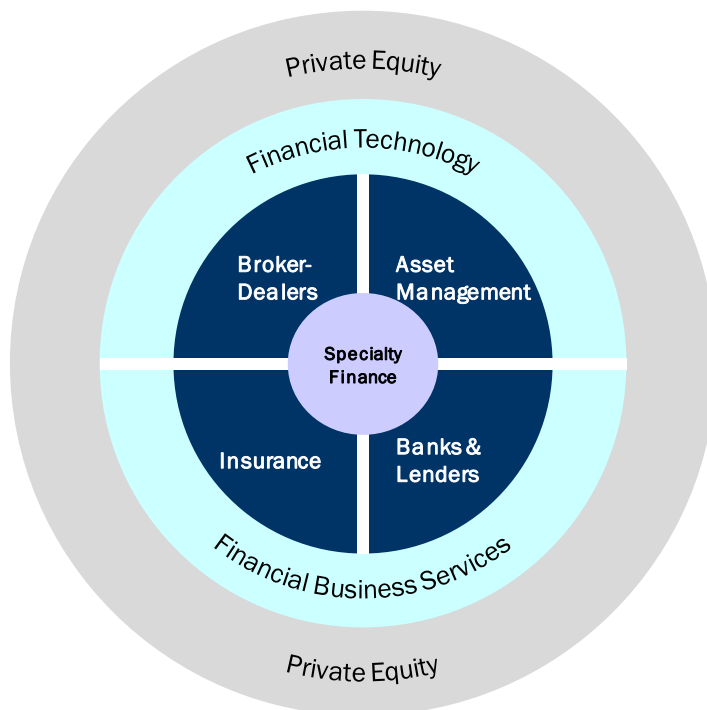 Private Equity
Financial Technology
Broker-
Dealers
Asset
Management
Specialty
Finance
Insurance
Banks &
Lenders
Financial Business Services
Private Equity